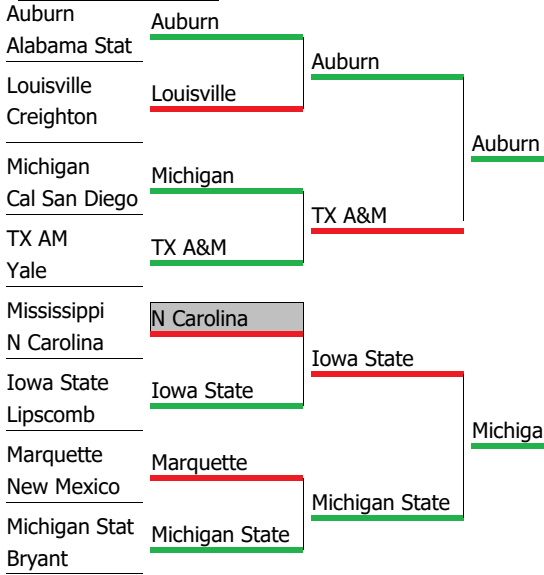 Auburn
Alabama Stat
Louisville
Creighton
Michigan
Cal San Diego
TX AM
Yale
Mississippi
N Carolina
Iowa State
Lipscomb
Marquette
New Mexico
Michigan Stat
Bryant
Auburn
Louisville
Michigan
TX A&M
N Carolina
Iowa State
Marquette
Michigan State
Auburn
TX A&M
Iowa State
Michigan State
Auburn
Michiga